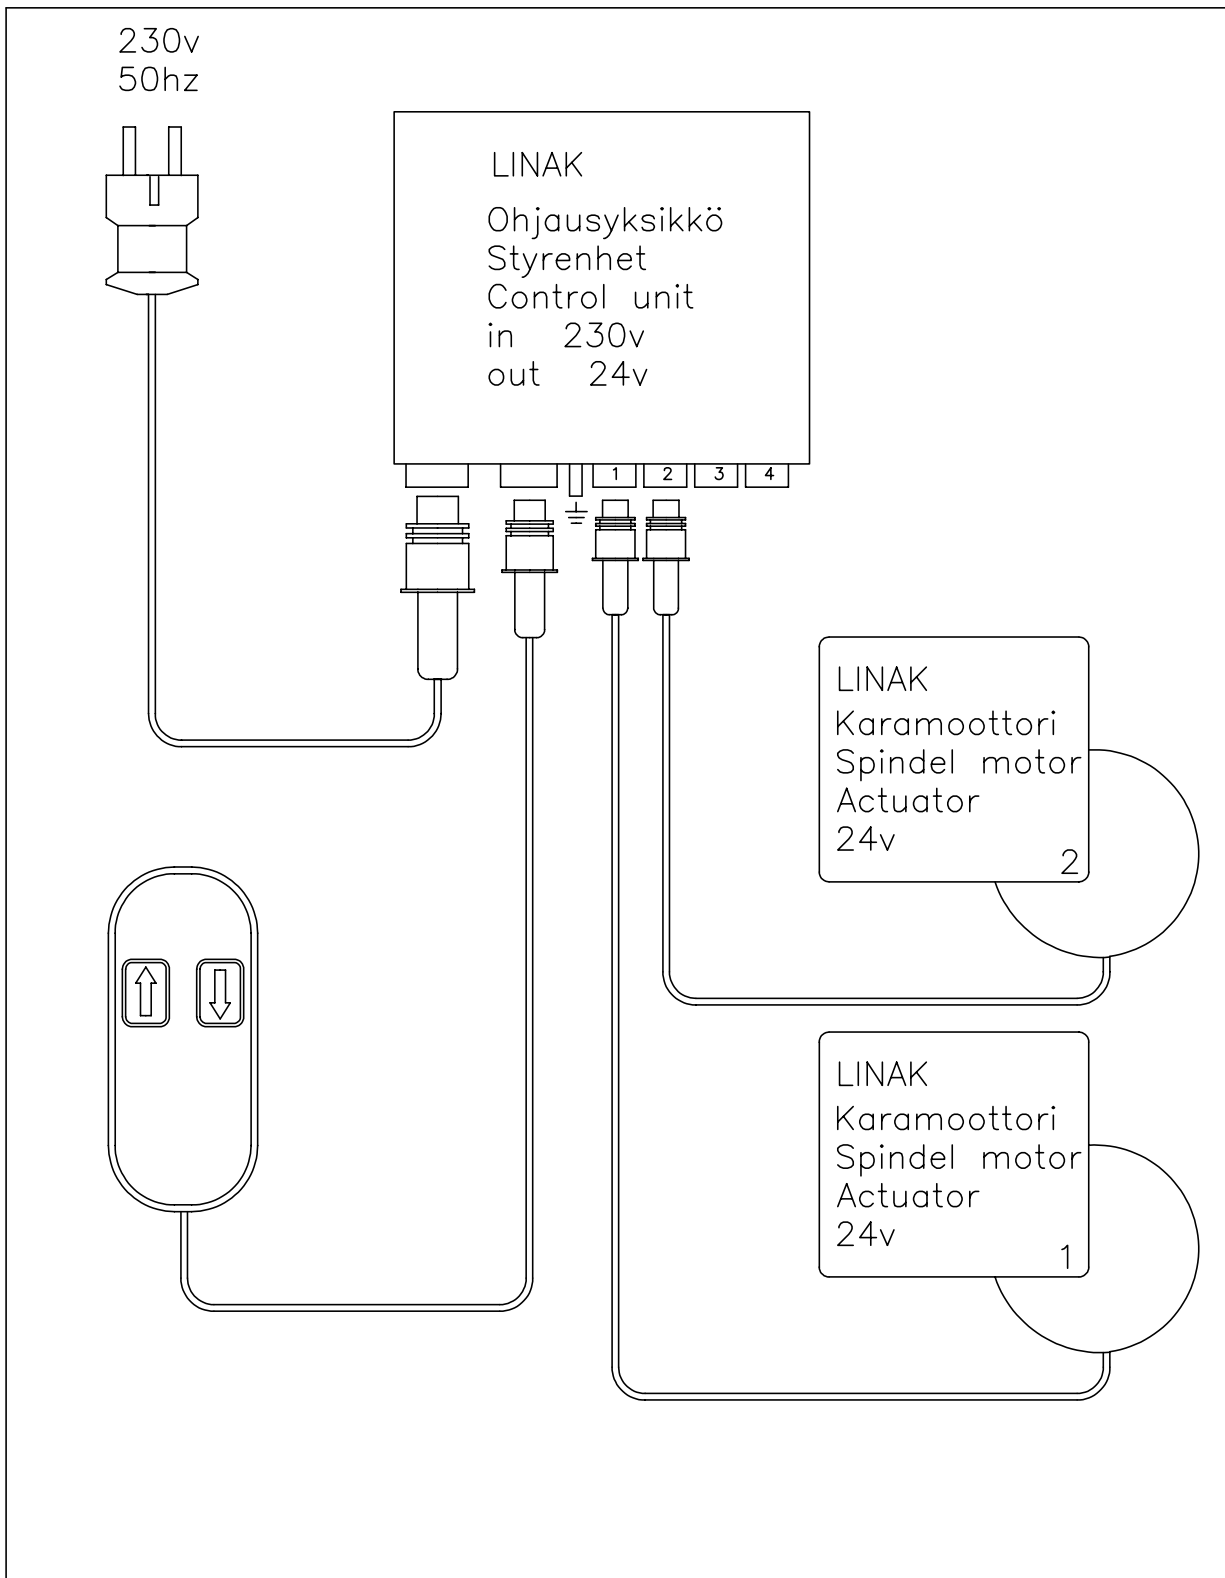 230v
50hz
LINAK
Ohjausyksikkö
Styrenhet
Control unit
in 230v
out 24v
1 2 3 4
LINAK
Karamoottori
Spindel motor
Actuator
24v
2
LINAK
Karamoottori
Spindel motor
Actuator
24v
1